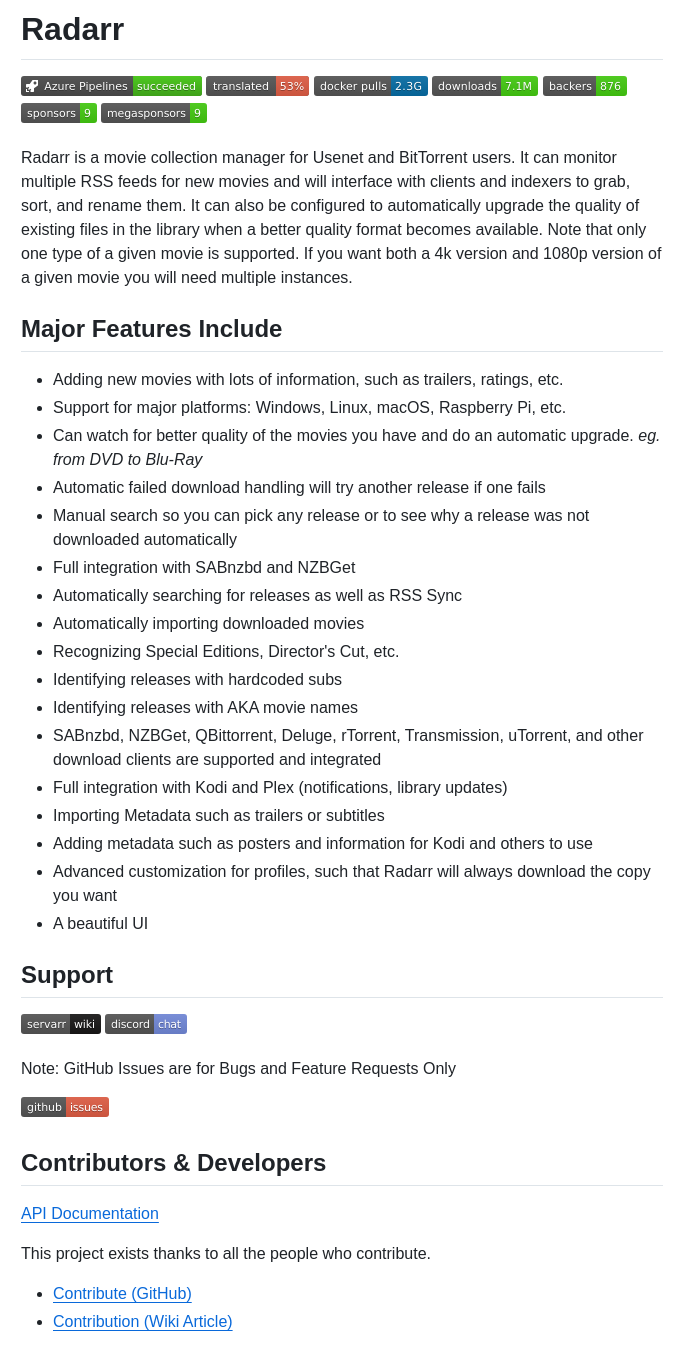 Radarr
Azure Pipelines succeeded translated 53% docker pulls 2.3G downloads 7.1M backers 876
sponsors 9 megasponsors 9
Radarr is a movie collection manager for Usenet and BitTorrent users. It can monitor
multiple RSS feeds for new movies and will interface with clients and indexers to grab,
sort, and rename them. It can also be configured to automatically upgrade the quality of
existing files in the library when a better quality format becomes available. Note that only
one type of a given movie is supported. If you want both a 4k version and 1080p version of
a given movie you will need multiple instances.
Major Features Include
• Adding new movies with lots of information, such as trailers, ratings, etc.
• Support for major platforms: Windows, Linux, macOS, Raspberry Pi, etc.
• Can watch for better quality of the movies you have and do an automatic upgrade. eg.
from DVD to Blu-Ray
• Automatic failed download handling will try another release if one fails
• Manual search so you can pick any release or to see why a release was not
downloaded automatically
• Full integration with SABnzbd and NZBGet
• Automatically searching for releases as well as RSS Sync
• Automatically importing downloaded movies
• Recognizing Special Editions, Director's Cut, etc.
• Identifying releases with hardcoded subs
• Identifying releases with AKA movie names
• SABnzbd, NZBGet, QBittorrent, Deluge, rTorrent, Transmission, uTorrent, and other
download clients are supported and integrated
• Full integration with Kodi and Plex (notifications, library updates)
• Importing Metadata such as trailers or subtitles
• Adding metadata such as posters and information for Kodi and others to use
• Advanced customization for profiles, such that Radarr will always download the copy
you want
• A beautiful UI
Support
servarr wiki discord chat
Note: GitHub Issues are for Bugs and Feature Requests Only
github issues
Contributors & Developers
API Documentation
This project exists thanks to all the people who contribute.
• Contribute (GitHub)
• Contribution (Wiki Article)